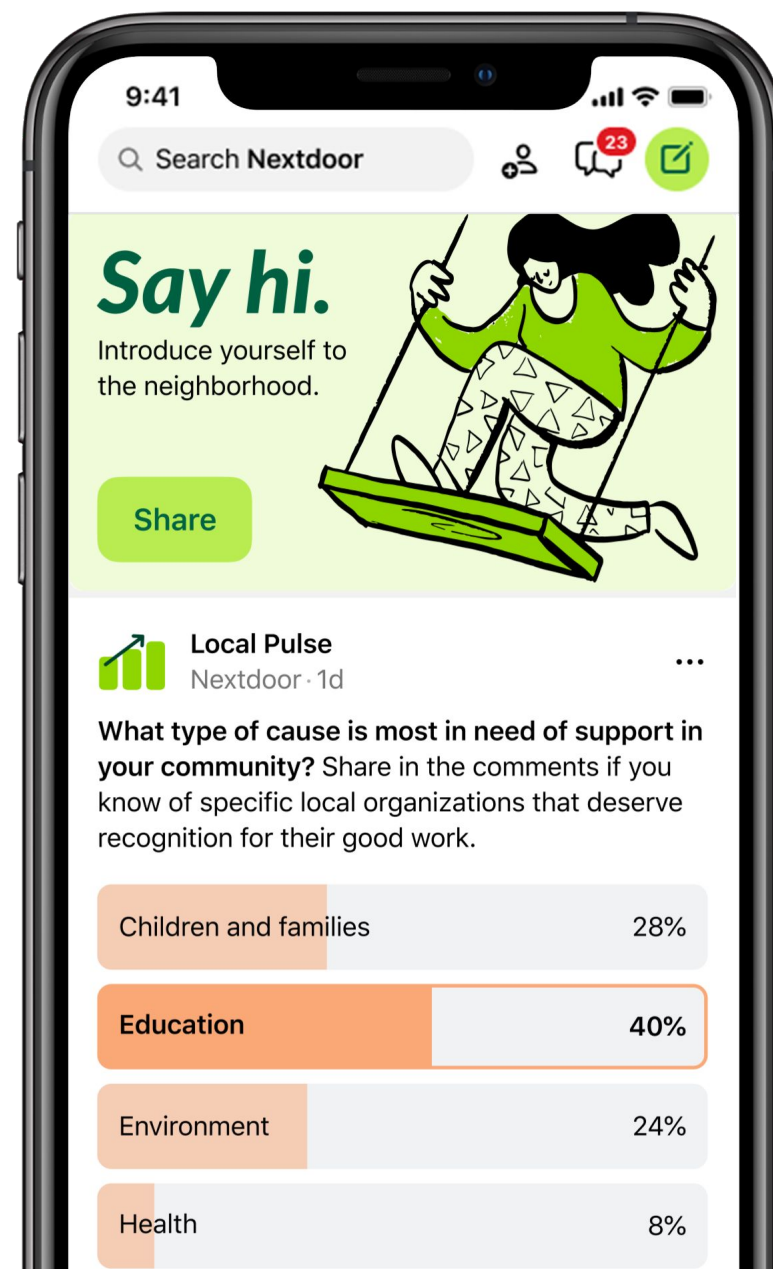 9:41
Search Nextdoor
23
Say hi.
Introduce yourself to
the neighborhood.
Share
Local Pulse
Nextdoor · 1d
What type of cause is most in need of support in
your community? Share in the comments if you
know of specific local organizations that deserve
recognition for their good work.
Children and families 28%
Education 40%
Environment 24%
Health 8%